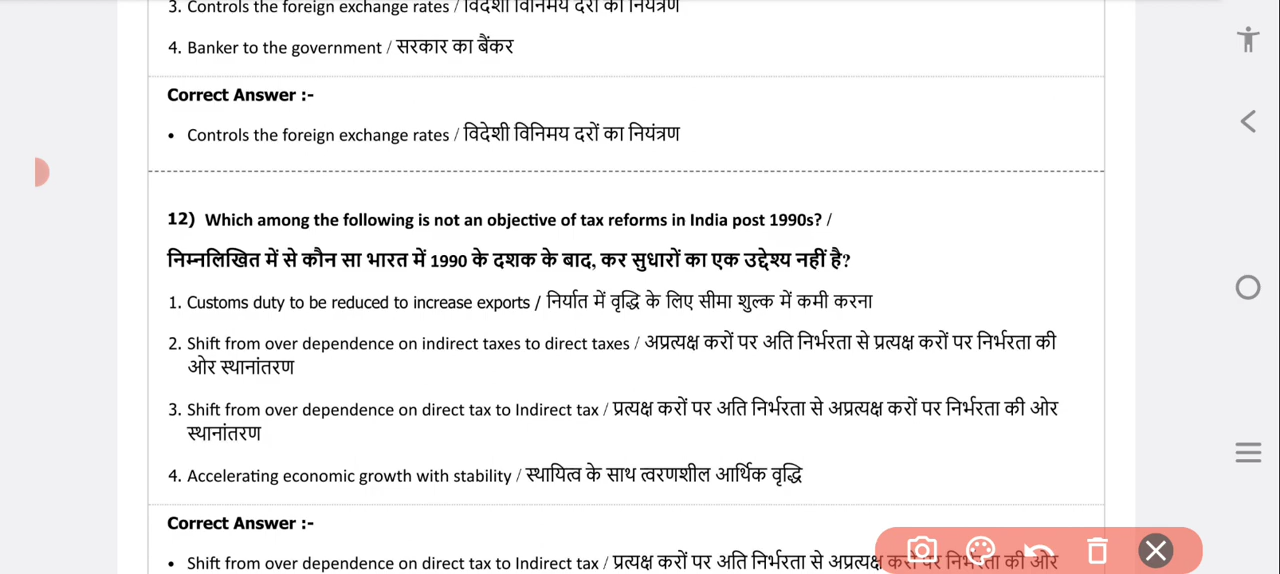 3. Controls the foreign exchange rates / विदेशी विनिमय दरों का नियंत्रण
4. Banker to the government / सरकार का बैंकर
Correct Answer :-
• Controls the foreign exchange rates / विदेशी विनिमय दरों का नियंत्रण
12) Which among the following is not an objective of tax reforms in India post 1990s? /
निम्नलिखित में से कौन सा भारत में 1990 के दशक के बाद, कर सुधारों का एक उद्देश्य नहीं है?
1. Customs duty to be reduced to increase exports / निर्यात में वृद्धि के लिए सीमा शुल्क में कमी करना
2. Shift from over dependence on indirect taxes to direct taxes / अप्रत्यक्ष करों पर अति निर्भरता से प्रत्यक्ष करों पर निर्भरता की
ओर स्थानांतरण
3. Shift from over dependence on direct tax to Indirect tax / प्रत्यक्ष करों पर अति निर्भरता से अप्रत्यक्ष करों पर निर्भरता की ओर
स्थानांतरण
4. Accelerating economic growth with stability / स्थायित्व के साथ त्वरणशील आर्थिक वृद्धि
Correct Answer :-
• Shift from over dependence on direct tax to Indirect tax / प्रत्यक्ष करों पर अति निर्भरता से अप्रत्यक्ष करों पर निर्भरता की ओर